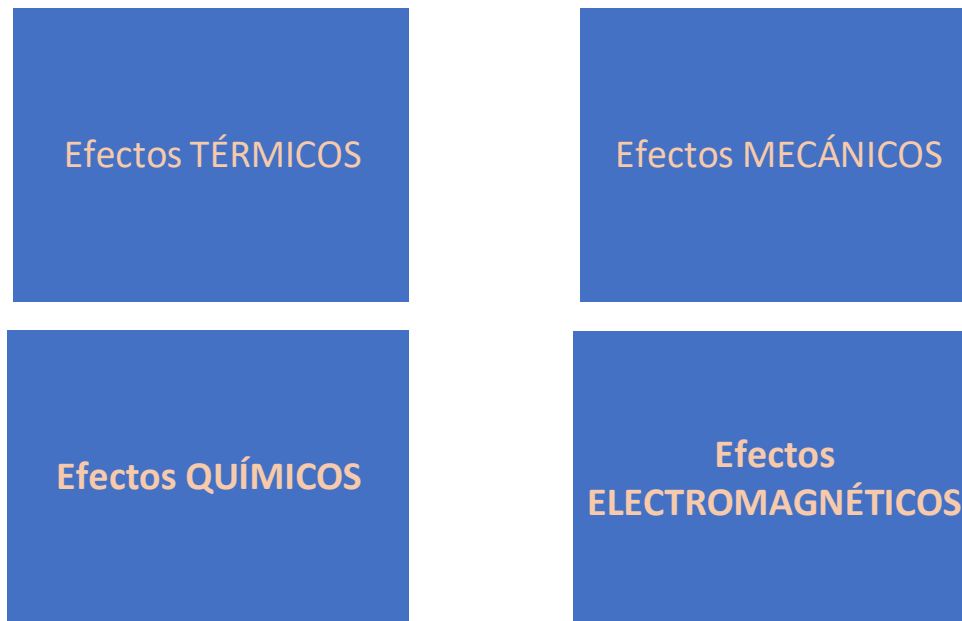 Efectos TÉRMICOS
Efectos MECÁNICOS
Efectos QUÍMICOS
Efectos
ELECTROMAGNÉTICOS